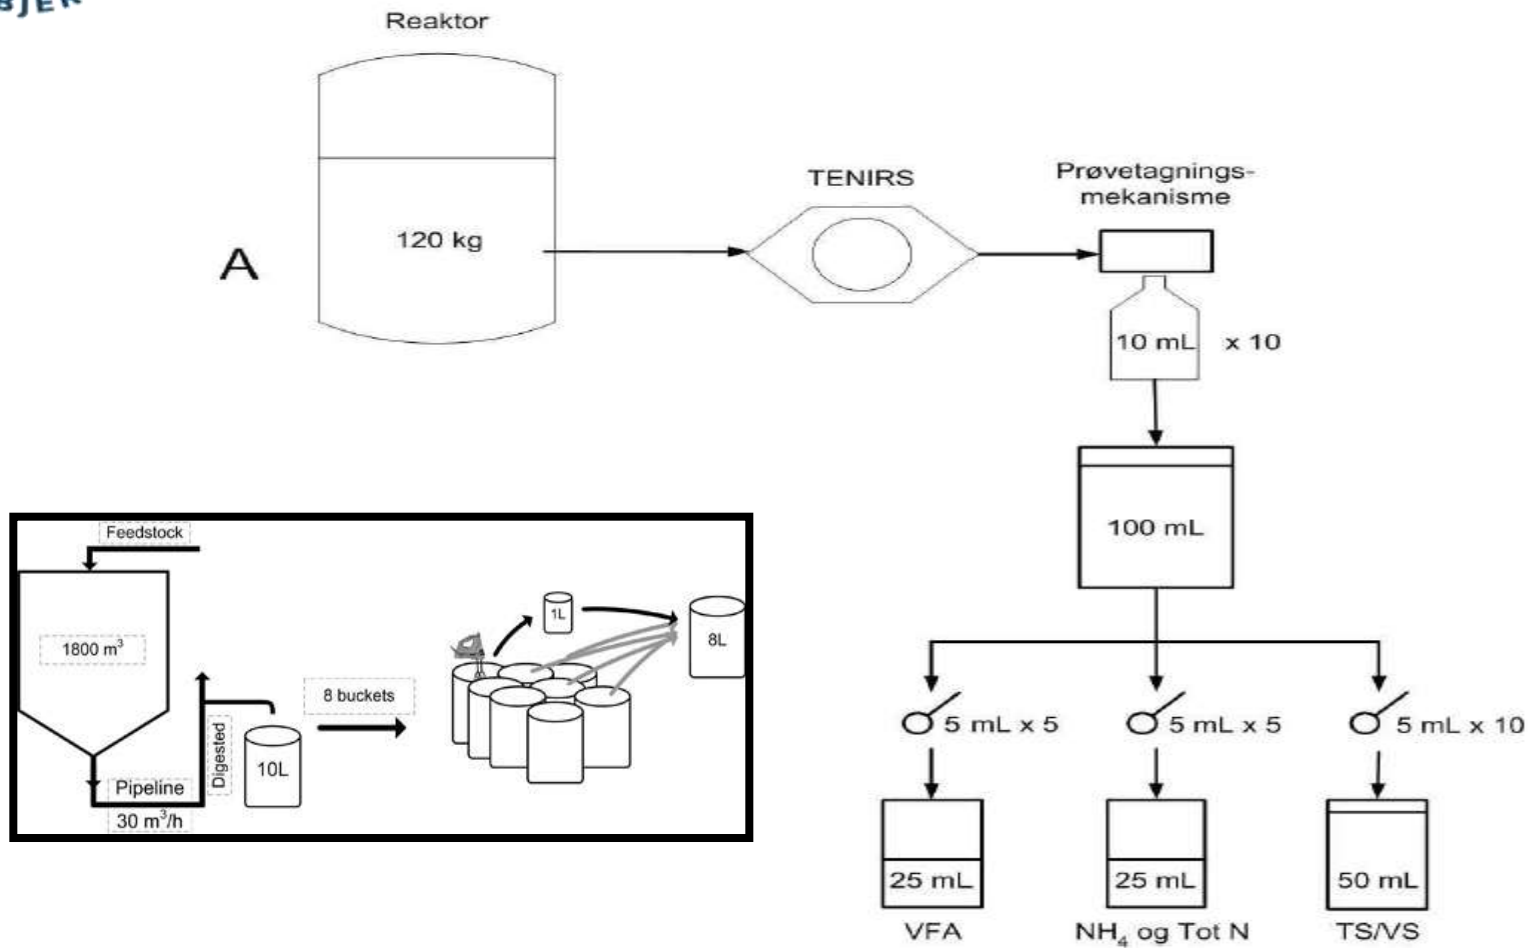 Reaktor
120 kg
A
TENIRS
Prøvetagnings-
mekanisme
10 mL x 10
100 mL
5 mL x 5
5 mL x 5
5 mL x 10
25 mL
25 mL
50 mL
VFA
NH₄ og Tot N
TS/VS
Feedstock
1800 m³
Pipeline
30 m³/h
Digested
10L
8 buckets
1L
8L